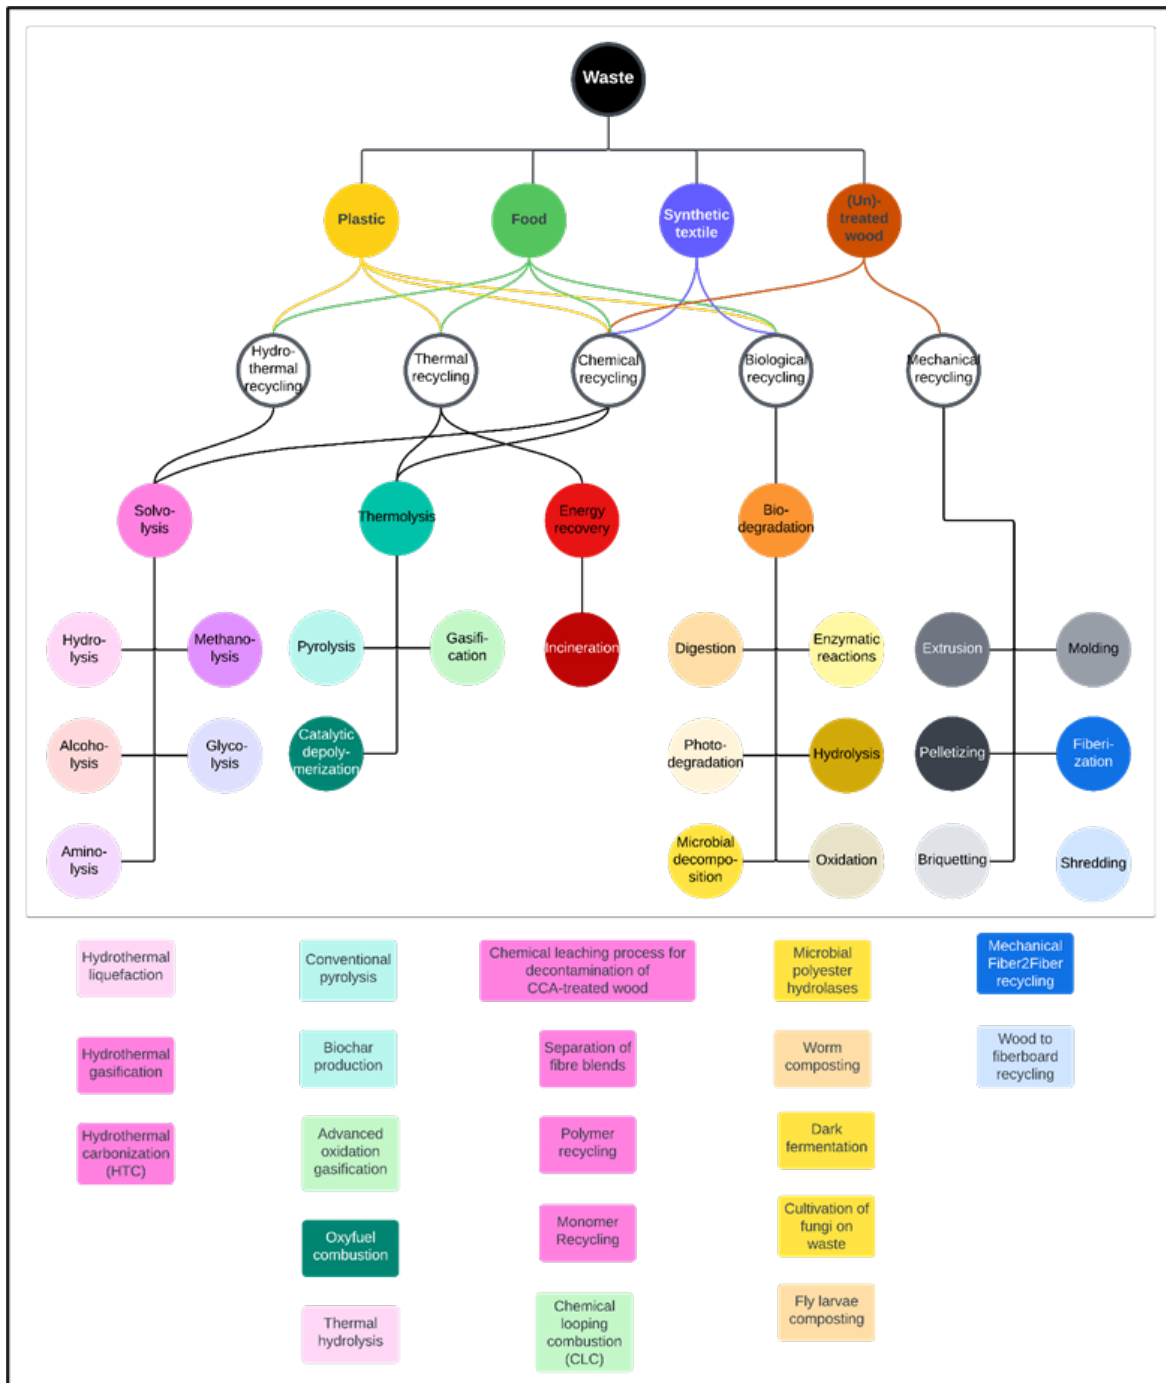 Waste
Plastic
Food
Synthetic
textile
(Un)-
treated
wood
Hydro-
thermal
recycling
Thermal
recycling
Chemical
recycling
Biological
recycling
Mechanical
recycling
Solvo-
lysis
Thermolysis
Energy
recovery
Bio-
degradation
Hydro-
lysis
Methano-
lysis
Pyrolysis
Gasifi-
cation
Incineration
Digestion
Enzymatic
reactions
Extrusion
Molding
Alcoho-
lysis
Glyco-
lysis
Catalytic
depoly-
merization
Photo-
degradation
Hydrolysis
Pelletizing
Fiberi-
zation
Amino-
lysis
Microbial
decompo-
sition
Oxidation
Briquetting
Shredding
Hydrothermal
liquefaction
Conventional
pyrolysis
Chemical leaching process for
decontamination of
CCA-treated wood
Microbial
polyester
hydrolases
Mechanical
Fiber2Fiber
recycling
Hydrothermal
gasification
Biochar
production
Separation of
fibre blends
Worm
composting
Wood to
fiberboard
recycling
Hydrothermal
carbonization
(HTC)
Advanced
oxidation
gasification
Polymer
recycling
Dark
fermentation
Oxyfuel
combustion
Monomer
Recycling
Cultivation of
fungi on
waste
Thermal
hydrolysis
Chemical
looping
combustion
(CLC)
Fly larvae
composting